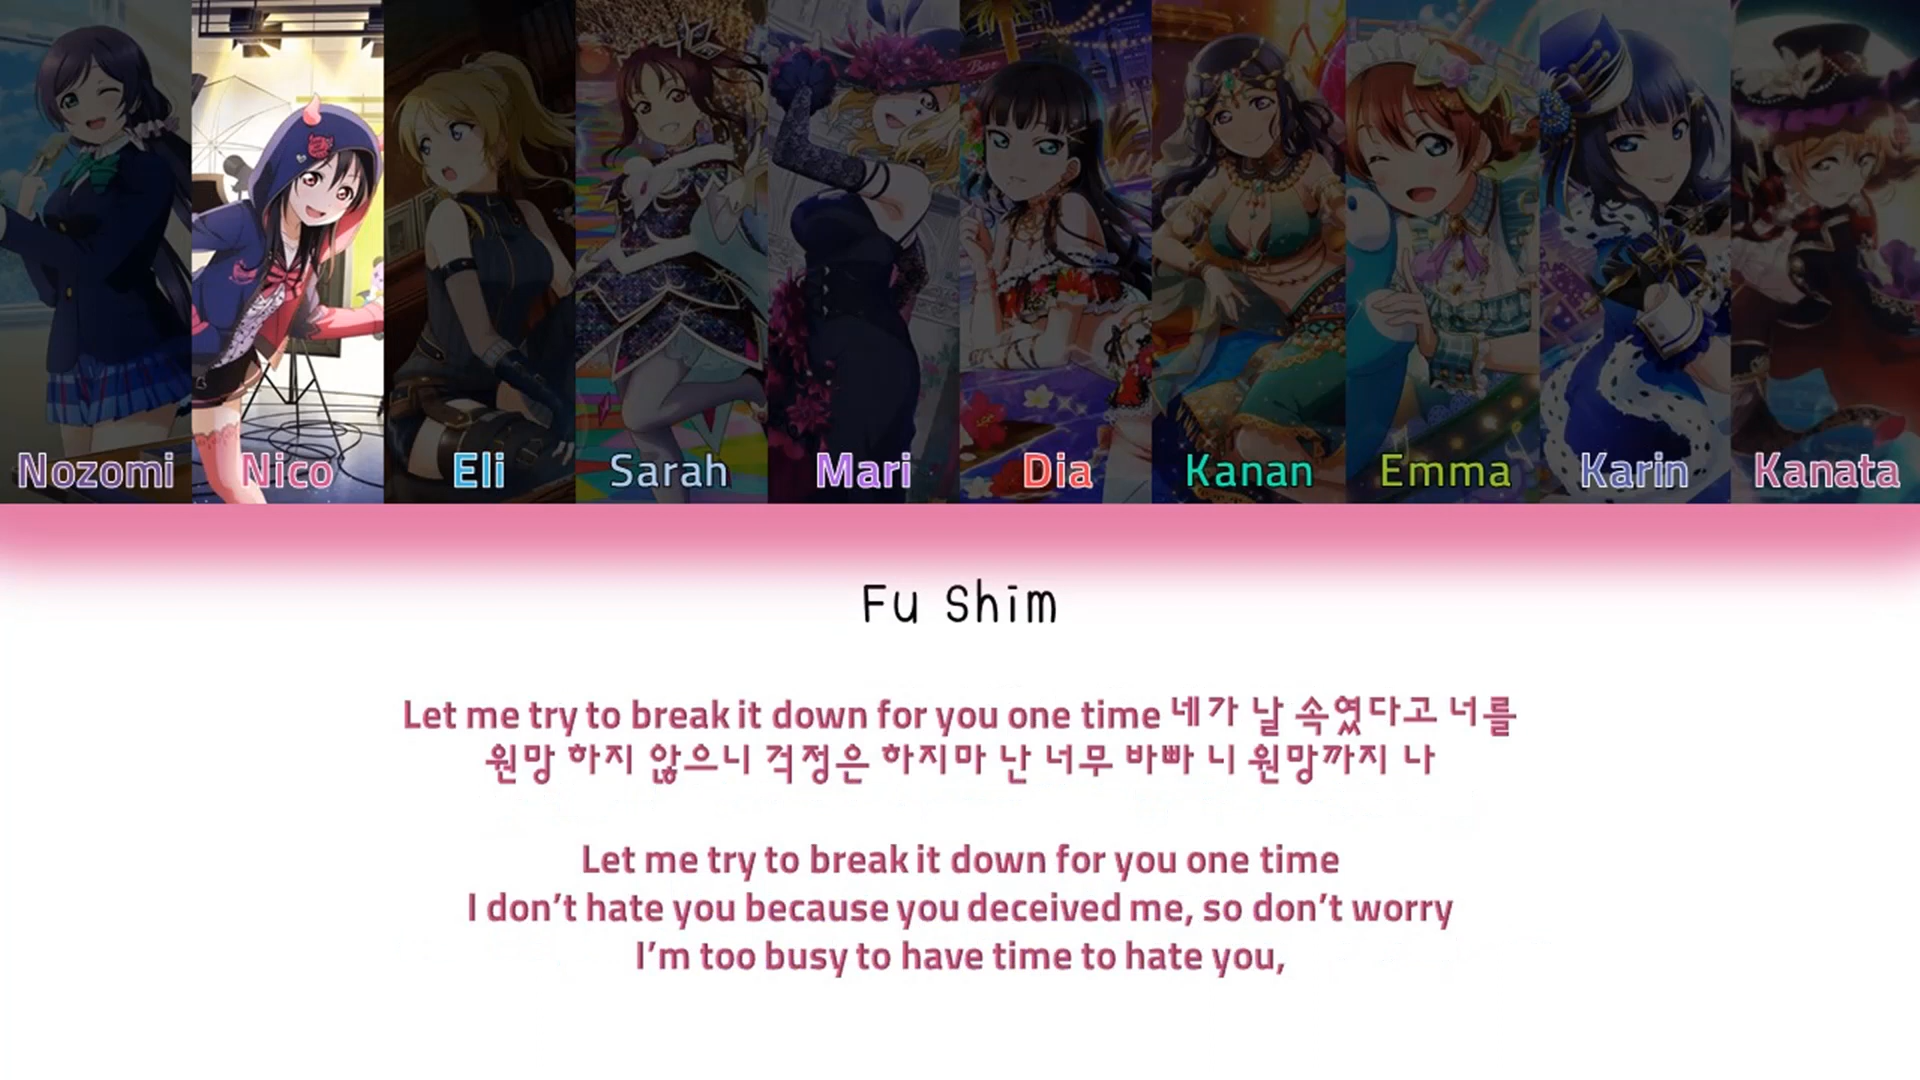 Bar
Nozomi
Nico
Eli
Sarah
Mari
Dia
Kanan
Emma
Karin
Kanata
Fu Shim
Let me try to break it down for you one time 네가 날 속였다고 너를
원망 하지 않으니 걱정은 하지마 난 너무 바빠 니 원망까지 나
Let me try to break it down for you one time
I don’t hate you because you deceived me, so don’t worry
I’m too busy to have time to hate you,